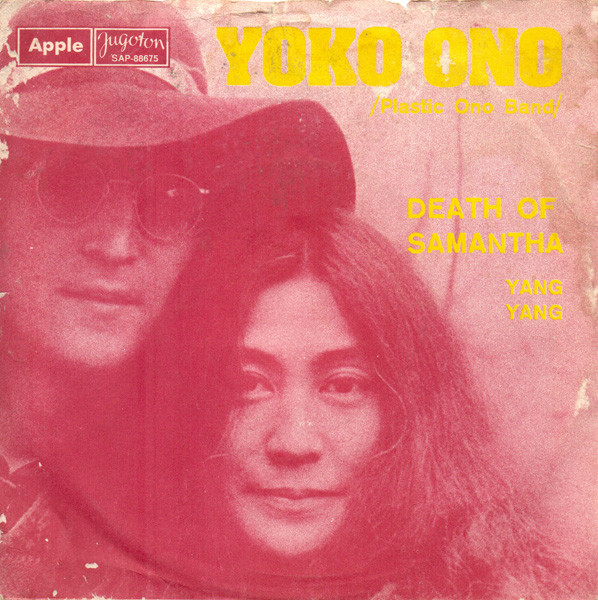 Apple
Jugoton
SAP-88675
YOKO ONO
/Plastic Ono Band/
DEATH OF
SAMANTHA
YANG
YANG